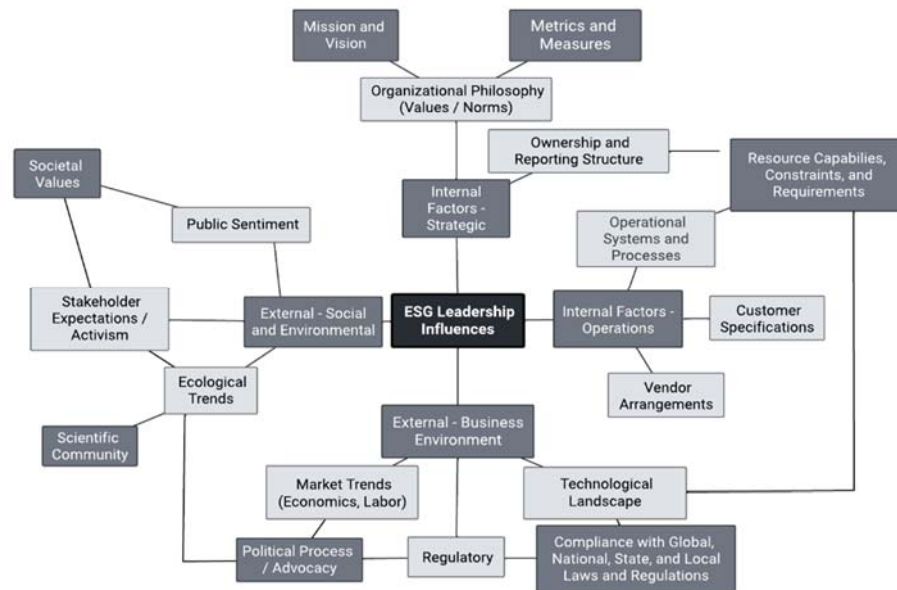 Mission and
Vision
Metrics and
Measures
Organizational Philosophy
(Values / Norms)
Ownership and
Reporting Structure
Resource Capabilies,
Constraints, and
Requirements
Societal
Values
Internal
Factors -
Strategic
Public Sentiment
Operational
Systems and
Processes
Stakeholder
Expectations /
Activism
External - Social
and Environmental
ESG Leadership
Influences
Internal Factors -
Operations
Customer
Specifications
Ecological
Trends
Vendor
Arrangements
Scientific
Community
External - Business
Environment
Market Trends
(Economics, Labor)
Technological
Landscape
Political Process
/ Advocacy
Regulatory
Compliance with Global,
National, State, and Local
Laws and Regulations